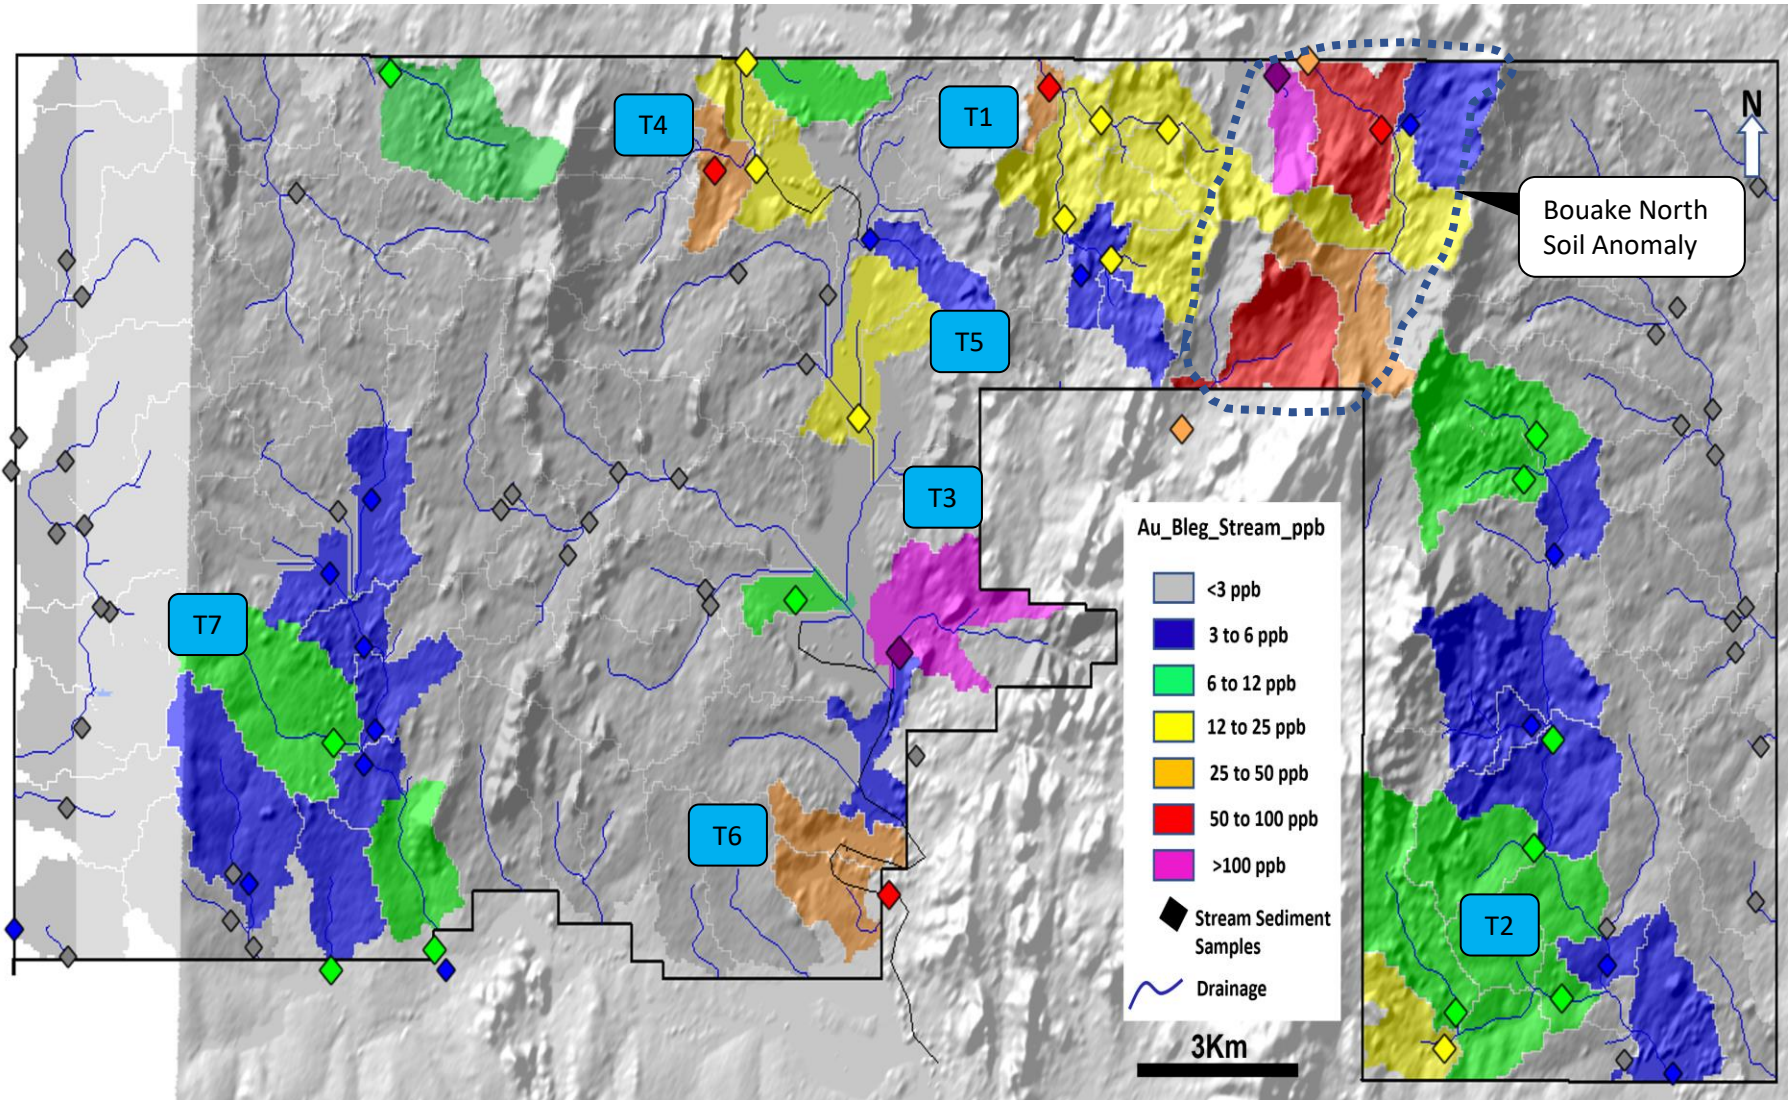 N
T4
T1
Bouake North
Soil Anomaly
T5
T3
Au_Bleg_Stream_ppb
<3 ppb
3 to 6 ppb
6 to 12 ppb
12 to 25 ppb
25 to 50 ppb
50 to 100 ppb
>100 ppb
Stream Sediment
Samples
Drainage
3Km
T7
T6
T2